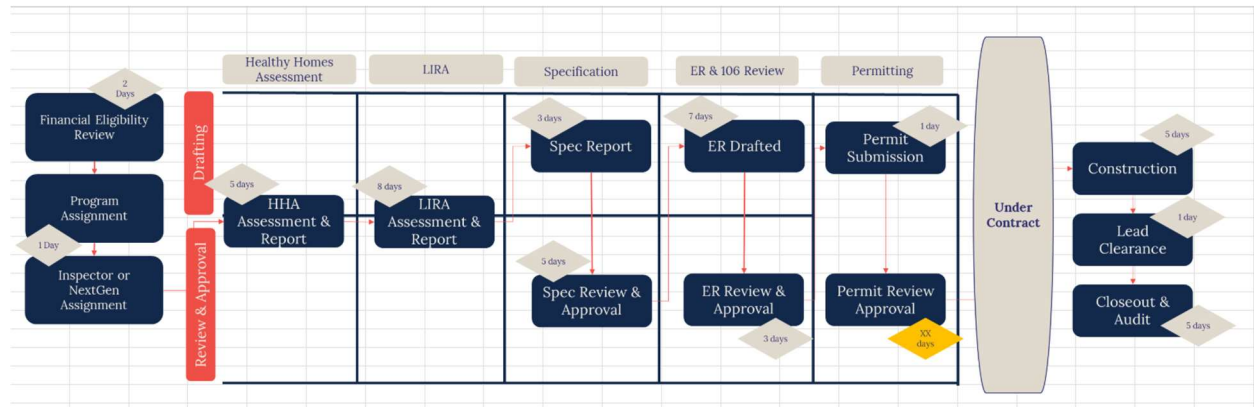 Healthy Homes
Assessment
LIRA
Specification
ER & 106 Review
Permitting
2
Days
Financial Eligibility
Review
Program
Assignment
1 Day
Inspector or
NextGen
Assignment
Drafting
Review & Approval
5 days
HHA
Assessment &
Report
8 days
LIRA
Assessment &
Report
3 days
Spec Report
5 days
Spec Review &
Approval
7 days
ER Drafted
ER Review &
Approval
3 days
1 day
Permit
Submission
Permit Review
Approval
XX
days
Under
Contract
5 days
Construction
1 day
Lead
Clearance
Closeout &
Audit
5 days